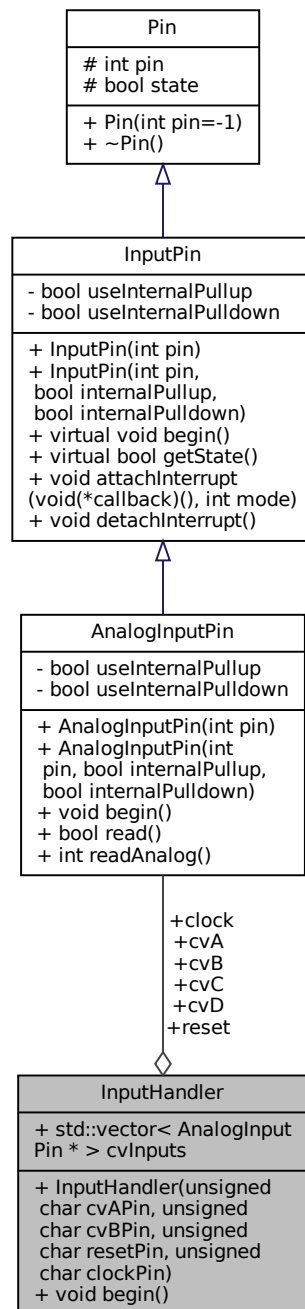 Pin
# int pin
# bool state
+ Pin(int pin=-1)
+ ~Pin()
InputPin
- bool useInternalPullup
- bool useInternalPulldown
+ InputPin(int pin)
+ InputPin(int pin,
bool internalPullup,
bool internalPulldown)
+ virtual void begin()
+ virtual bool getState()
+ void attachInterrupt
(void(*callback)(), int mode)
+ void detachInterrupt()
AnalogInputPin
- bool useInternalPullup
- bool useInternalPulldown
+ AnalogInputPin(int pin)
+ AnalogInputPin(int
pin, bool internalPullup,
bool internalPulldown)
+ void begin()
+ bool read()
+ int readAnalog()
+clock
+cvA
+cvB
+cvC
+cvD
+reset
InputHandler
+ std::vector< AnalogInput
Pin * > cvInputs
+ InputHandler(unsigned
char cvAPin, unsigned
char cvBPin, unsigned
char resetPin, unsigned
char clockPin)
+ void begin()